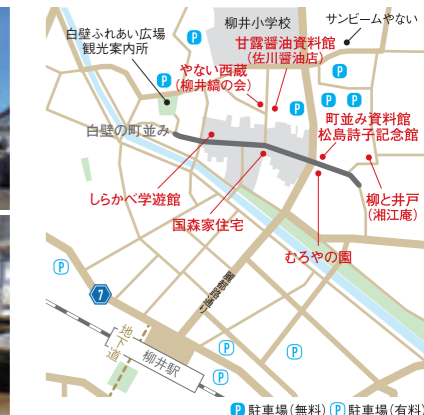 柳井小学校
サンビームやない
白壁ふれあい広場
観光案内所
P
甘露醤油資料館
(佐川醤油店)
やない西蔵
(柳井縞の会)
P
P
P
P
P
町並み資料館
松島詩子記念館
白壁の町並み
しらかべ学遊館
柳と井戸
(湘江庵)
国森家住宅
むろやの園
P
7
麗都路通り
地下道
柳井駅
P
P
P
P 駐車場(無料) P 駐車場(有料)